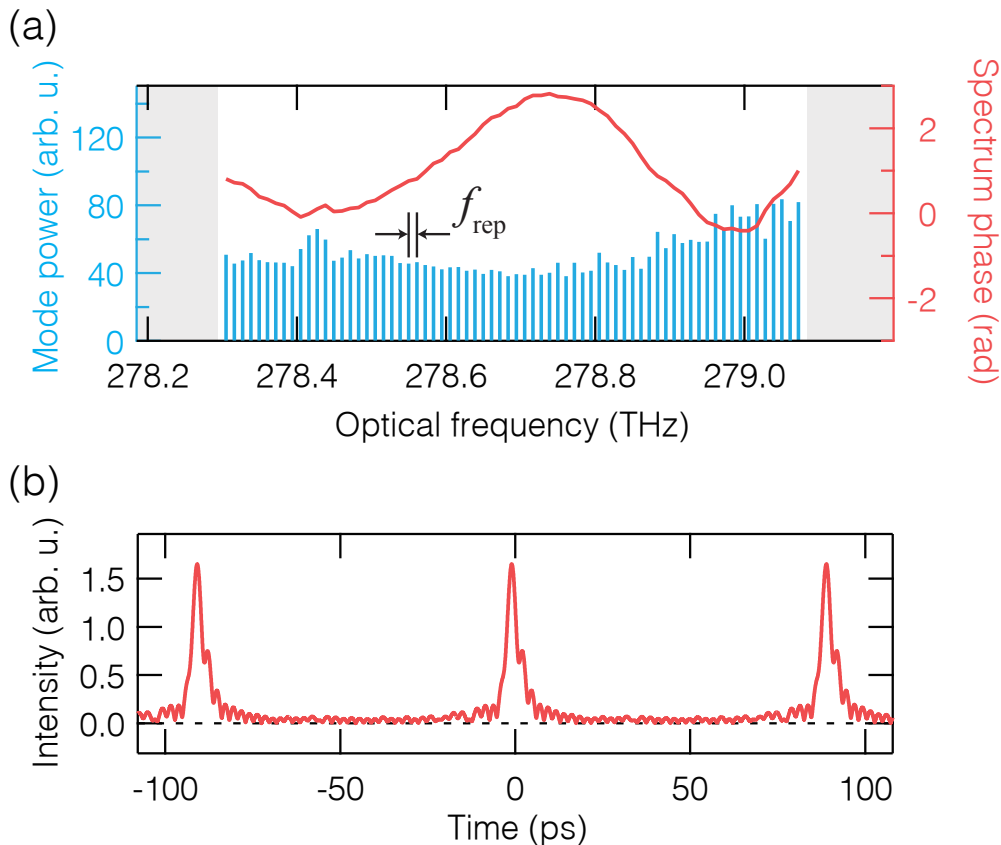 (a)
Mode power (arb. u.)
120
80
40
0
f_rep
2
0
-2
Spectrum phase (rad)
278.2 278.4 278.6 278.8 279.0
Optical frequency (THz)
(b)
Intensity (arb. u.)
1.5
1.0
0.5
0.0
-100 -50 0 50 100
Time (ps)